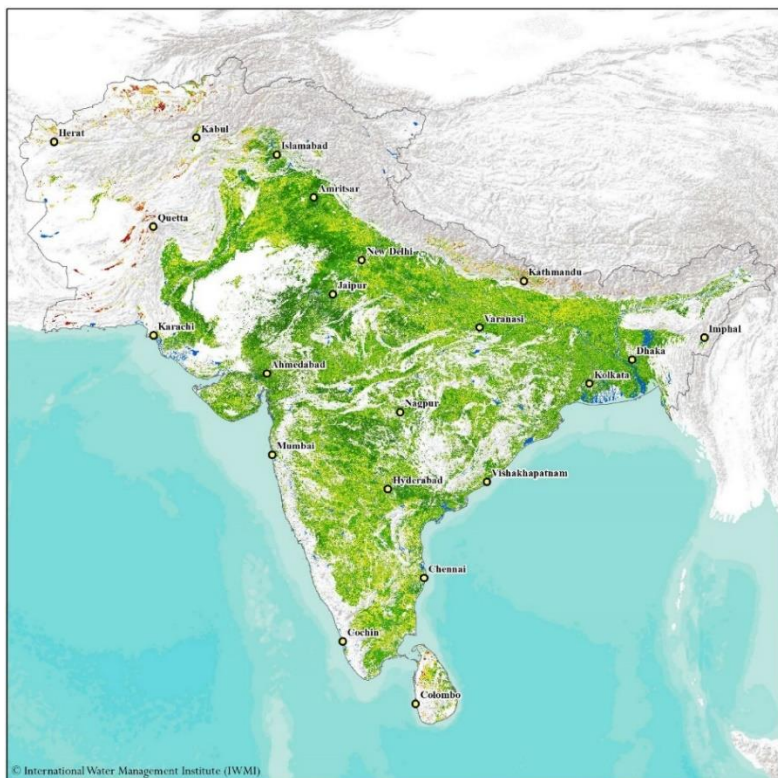 Herat
Kabul
Islamabad
Amritsar
Quetta
New Delhi
Kathmandu
Jaipur
Karachi
Varanasi
Imphal
Dhaka
Ahmedabad
Kolkata
Nagpur
Mumbai
Hyderabad
Vishakhapatnam
Chennai
Cochin
Colombo
© International Water Management Institute (IWMI)